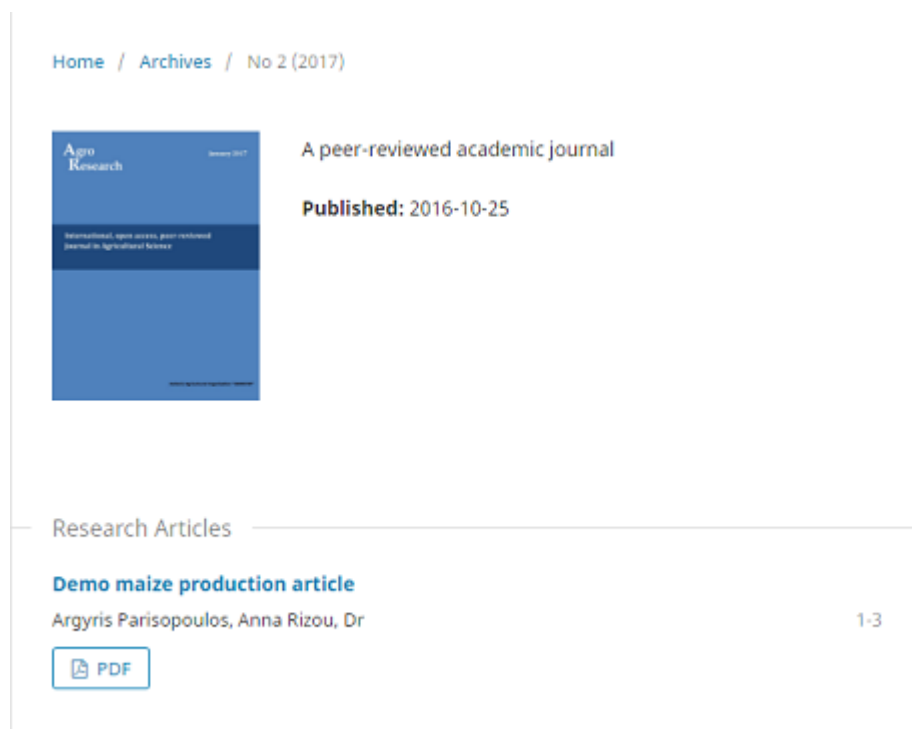 Home / Archives / No 2 (2017)
Agro
Research
January 2017
A peer-reviewed academic journal
Published: 2016-10-25
International, open access, peer-reviewed
Journal in Agricultural Science
Research Articles
Demo maize production article
Argyris Parisopoulos, Anna Rizou, Dr
1-3
PDF